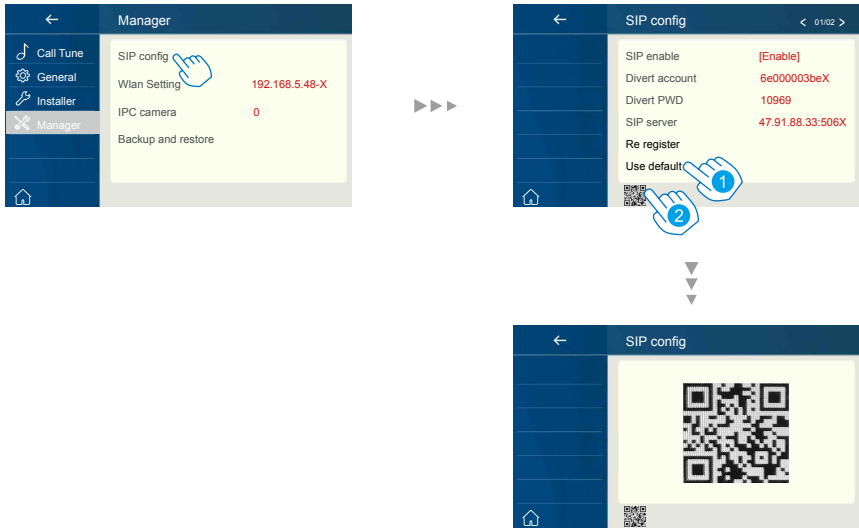 Manager
Call Tune
General
Installer
Manager
SIP config
Wlan Setting 192.168.5.48-X
IPC camera 0
Backup and restore
SIP config < 01/02 >
SIP enable [Enable]
Divert account 6e000003beX
Divert PWD 10969
SIP server 47.91.88.33:506X
Re register
Use default
1
2
SIP config